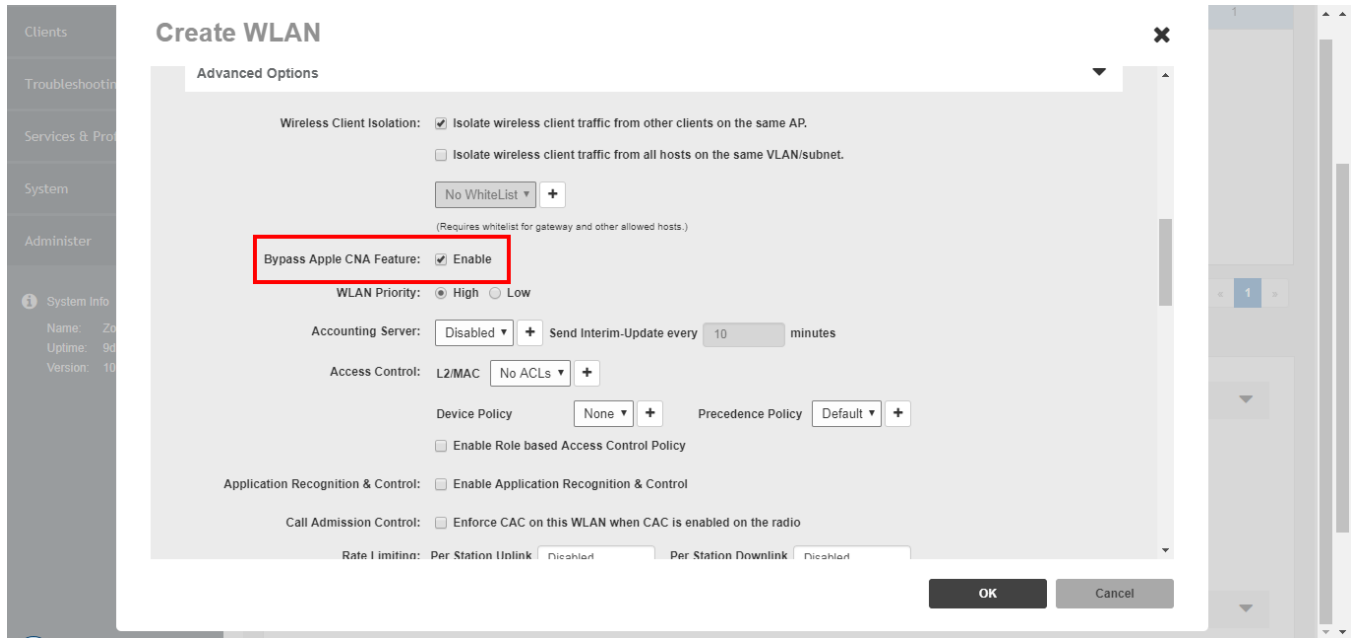 Clients
1
Create WLAN
Troubleshootin
Advanced Options
Services & Prof
Wireless Client Isolation: Isolate wireless client traffic from other clients on the same AP.
Isolate wireless client traffic from all hosts on the same VLAN/subnet.
System
No WhiteList +
(Requires whitelist for gateway and other allowed hosts.)
Administer
Bypass Apple CNA Feature: Enable
System Info
WLAN Priority: High Low
« 1 »
Name: Zo
Accounting Server: Disabled + Send Interim-Update every 10 minutes
Uptime: 9d
Version: 10
Access Control: L2/MAC No ACLs +
Device Policy None + Precedence Policy Default +
Enable Role based Access Control Policy
Application Recognition & Control: Enable Application Recognition & Control
Call Admission Control: Enforce CAC on this WLAN when CAC is enabled on the radio
Rate Limiting: Per Station Uplink Disabled Per Station Downlink Disabled
OK Cancel